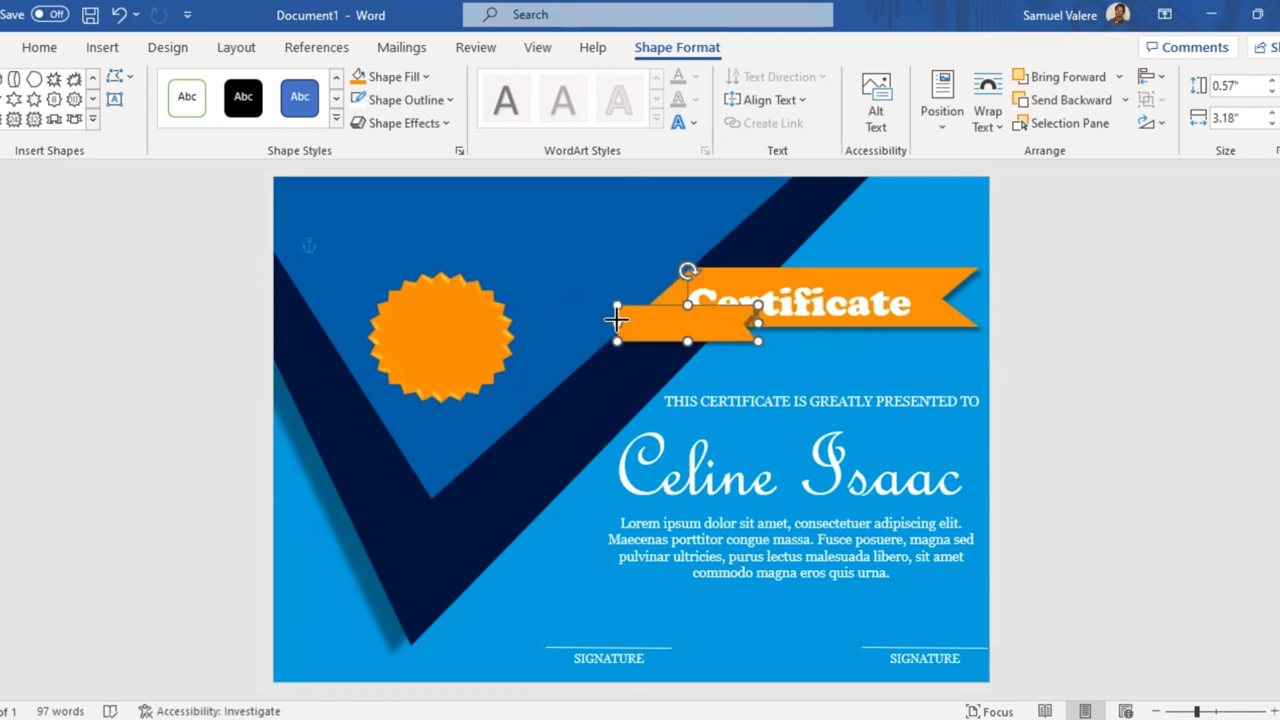 Save Off Document1 - Word Search Samuel Valere
Home Insert Design Layout References Mailings Review View Help Shape Format Comments
Abc Abc Abc Shape Fill A A A A Text Direction Bring Forward 0.57"
Shape Outline A Align Text Alt Text Position Wrap Text Send Backward
Shape Effects A Create Link Selection Pane 3.18"
Insert Shapes Shape Styles WordArt Styles Text Accessibility Arrange Size
Certificate
THIS CERTIFICATE IS GREATLY PRESENTED TO
Celine Isaac
Lorem ipsum dolor sit amet, consectetuer adipiscing elit.
Maecenas porttitor congue massa. Fusce posuere, magna sed
pulvinar ultricies, purus lectus malesuada libero, sit amet
commodo magna eros quis urna.
SIGNATURE SIGNATURE
of 1 97 words Accessibility: Investigate Focus